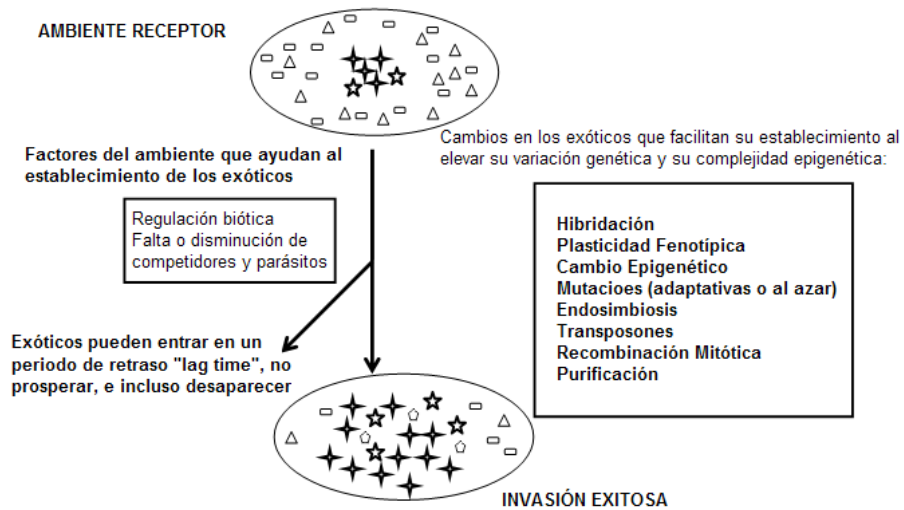 AMBIENTE RECEPTOR
Factores del ambiente que ayudan al
establecimiento de los exóticos
Regulación biótica
Falta o disminución de
competidores y parásitos
Exóticos pueden entrar en un
periodo de retraso "lag time", no
prosperar, e incluso desaparecer
Cambios en los exóticos que facilitan su establecimiento al
elevar su variación genética y su complejidad epigenética:
Hibridación
Plasticidad Fenotípica
Cambio Epigenético
Mutacioes (adaptativas o al azar)
Endosimbiosis
Transposones
Recombinación Mitótica
Purificación
INVASIÓN EXITOSA